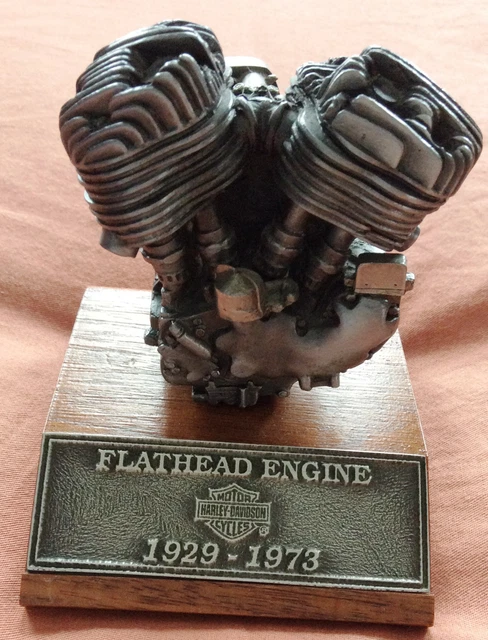 FLATHEAD ENGINE
MOTOR
HARLEY-DAVIDSON
CYCLES
®
1929 - 1973